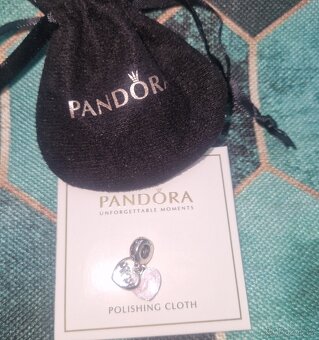 PANDORA
PANDORA
UNFORGETTABLE MOMENTS
POLISHING CLOTH